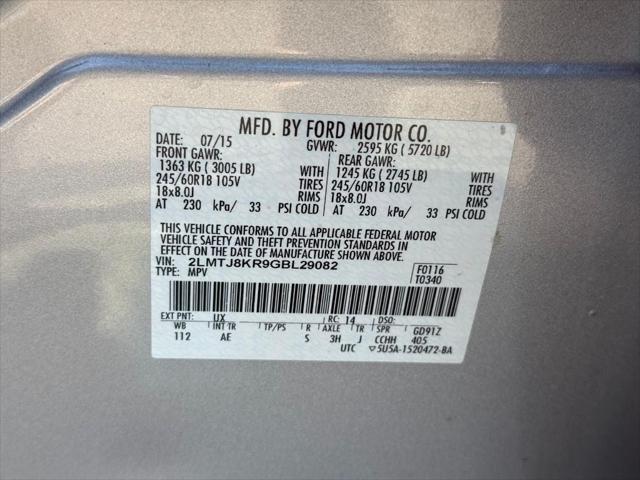 MFD. BY FORD MOTOR CO.
DATE: 07/15 GVWR: 2595 KG ( 5720 LB)
FRONT GAWR: REAR GAWR:
1363 KG ( 3005 LB) 1245 KG ( 2745 LB)
245/60R18 105V TIRES 245/60R18 105V TIRES
18x8.0J RIMS 18x8.0J RIMS
AT 230 kPa/ 33 PSI COLD AT 230 kPa/ 33 PSI COLD
THIS VEHICLE CONFORMS TO ALL APPLICABLE FEDERAL MOTOR
VEHICLE SAFETY AND THEFT PREVENTION STANDARDS IN
EFFECT ON THE DATE OF MANUFACTURE SHOWN ABOVE.
VIN: 2LMTJ8KR9GBL29082 F0116
TYPE: MPV T0340
EXT PNT: UX RC: 14 DSO:
WB INT TR TP/PS R AXLE TR SPR GD91Z
112 AE S 3H J CCHH 405
UTC ▽5U5A-1520472-BA